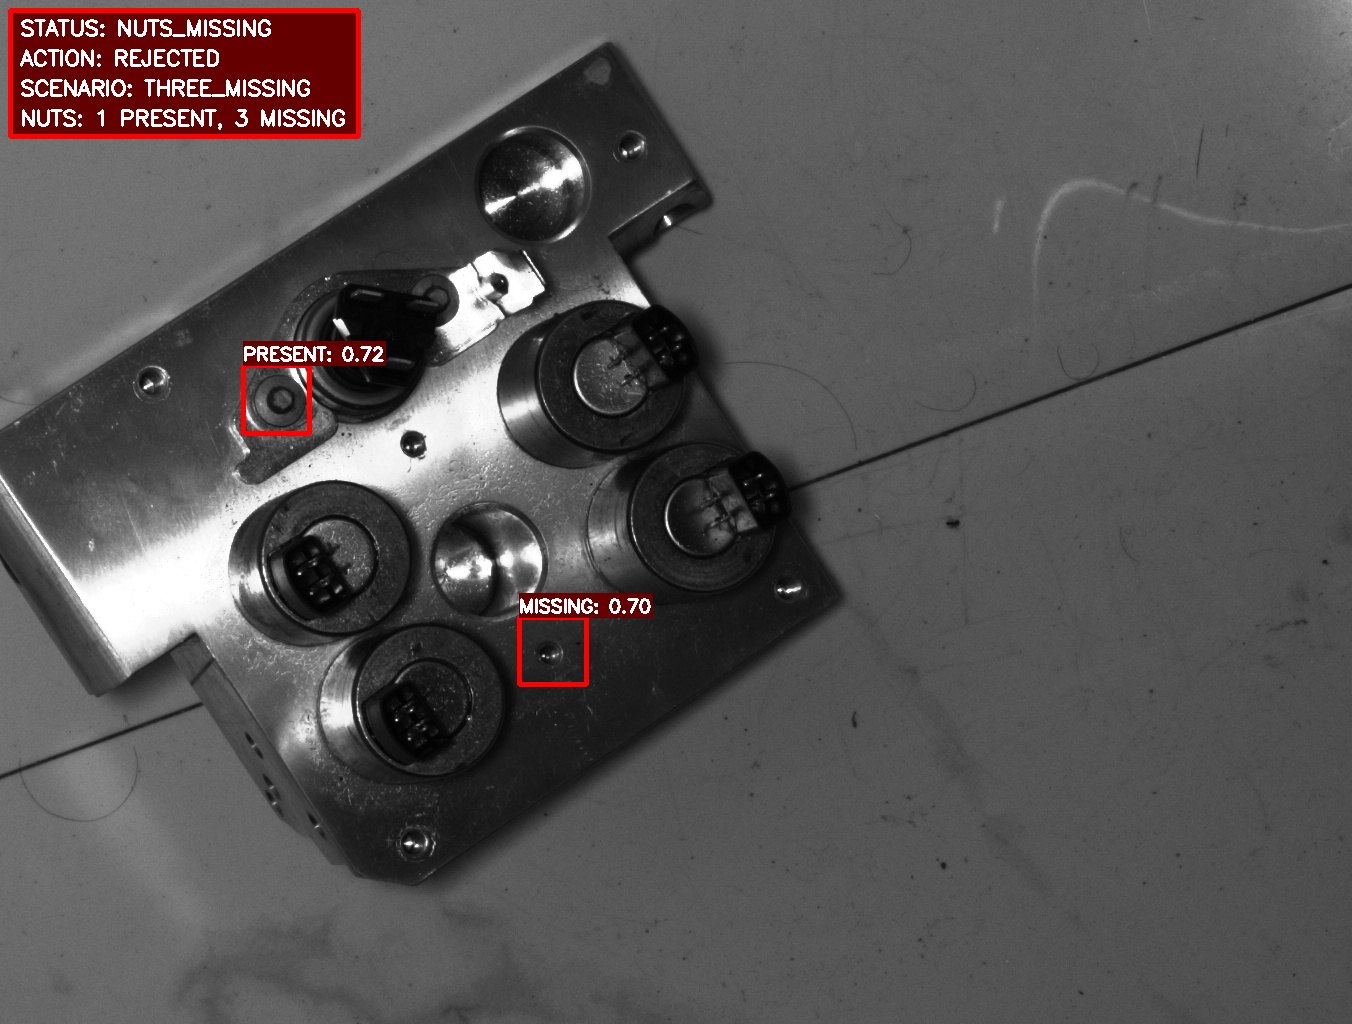 STATUS: NUTS_MISSING
ACTION: REJECTED
SCENARIO: THREE_MISSING
NUTS: 1 PRESENT, 3 MISSING
PRESENT: 0.72
MISSING: 0.70